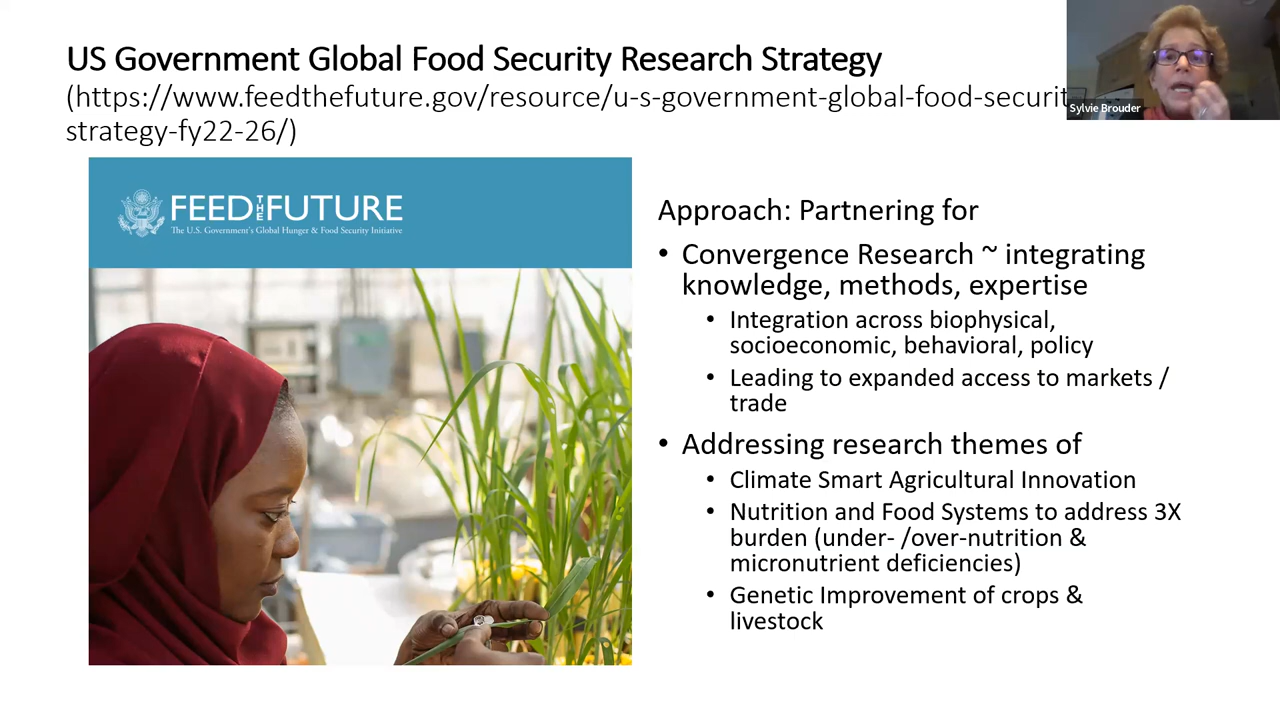 US Government Global Food Security Research Strategy
(https://www.feedthefuture.gov/resource/u-s-government-global-food-securit
strategy-fy22-26/)
Sylvie Brouder
FEED THE FUTURE
The U.S. Government's Global Hunger & Food Security Initiative
Approach: Partnering for
• Convergence Research ~ integrating
knowledge, methods, expertise
• Integration across biophysical,
socioeconomic, behavioral, policy
• Leading to expanded access to markets /
trade
• Addressing research themes of
• Climate Smart Agricultural Innovation
• Nutrition and Food Systems to address 3X
burden (under- /over-nutrition &
micronutrient deficiencies)
• Genetic Improvement of crops &
livestock